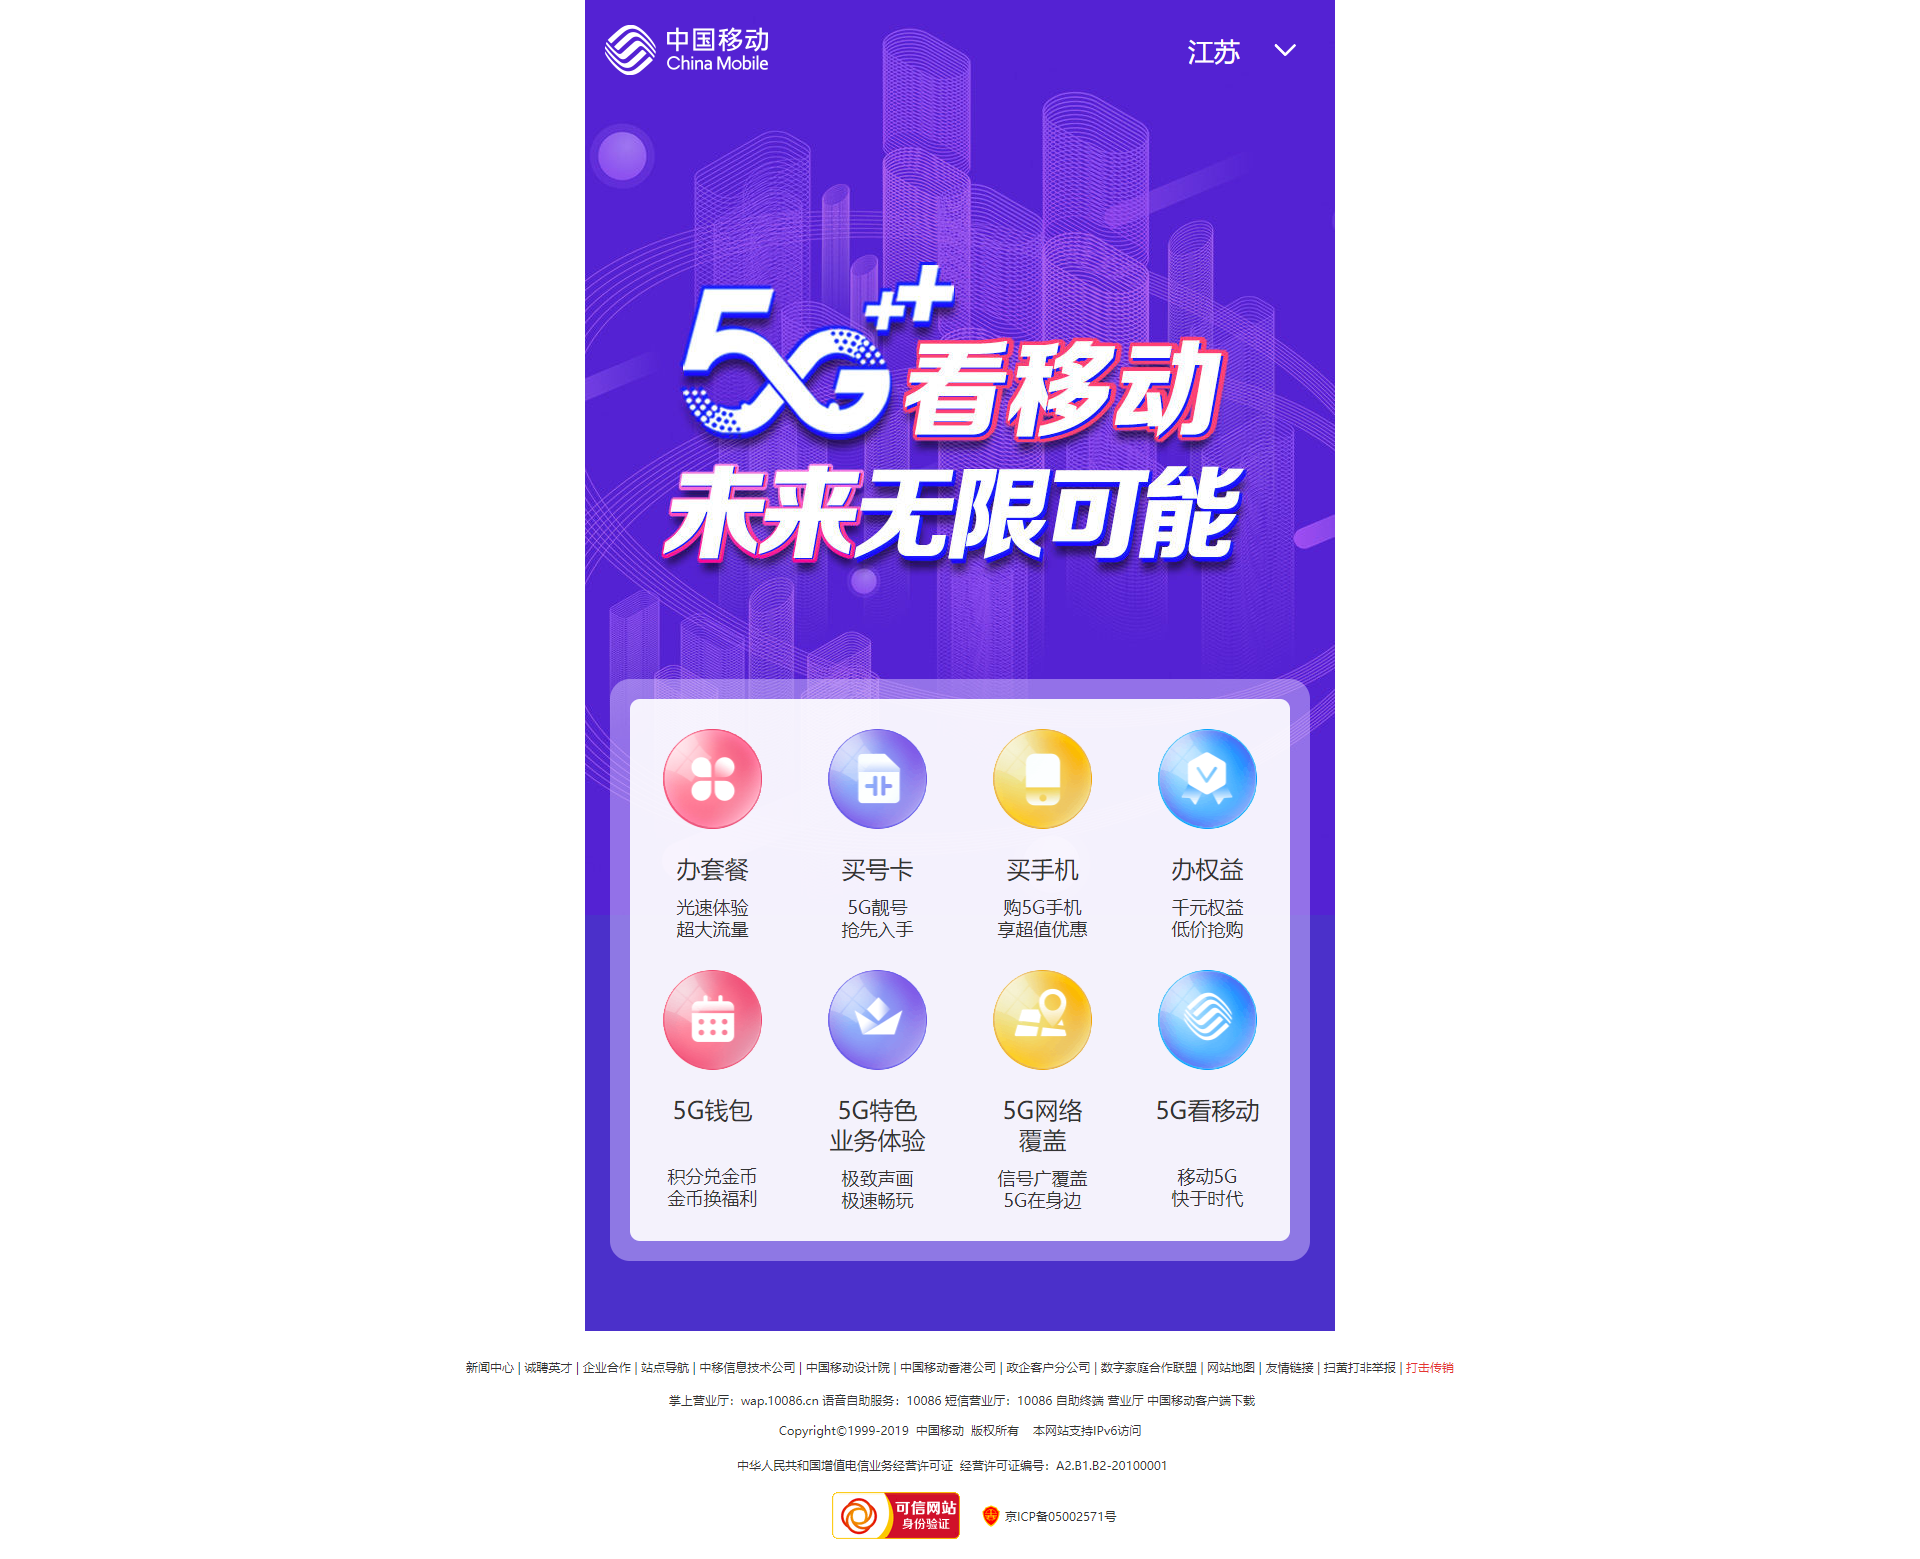 中国移动
China Mobile
江苏
5G++看移动
未来无限可能
办套餐 买号卡 买手机 办权益
光速体验 5G靓号 购5G手机 千元权益
超大流量 抢先入手 享超值优惠 低价抢购
5G钱包 5G特色 5G网络 5G看移动
业务体验 覆盖
积分兑金币 极致声画 信号广覆盖 移动5G
金币换福利 极速畅玩 5G在身边 快于时代
新闻中心 | 诚聘英才 | 企业合作 | 站点导航 | 中移信息技术公司 | 中国移动设计院 | 中国移动香港公司 | 政企客户分公司 | 数字家庭合作联盟 | 网站地图 | 友情链接 | 扫黄打非举报 | 打击传销
掌上营业厅：wap.10086.cn 语音自助服务：10086 短信营业厅：10086 自助终端 营业厅 中国移动客户端下载
Copyright©1999-2019 中国移动 版权所有 本网站支持IPv6访问
中华人民共和国增值电信业务经营许可证 经营许可证编号：A2.B1.B2-20100001
可信网站
身份验证
京ICP备05002571号